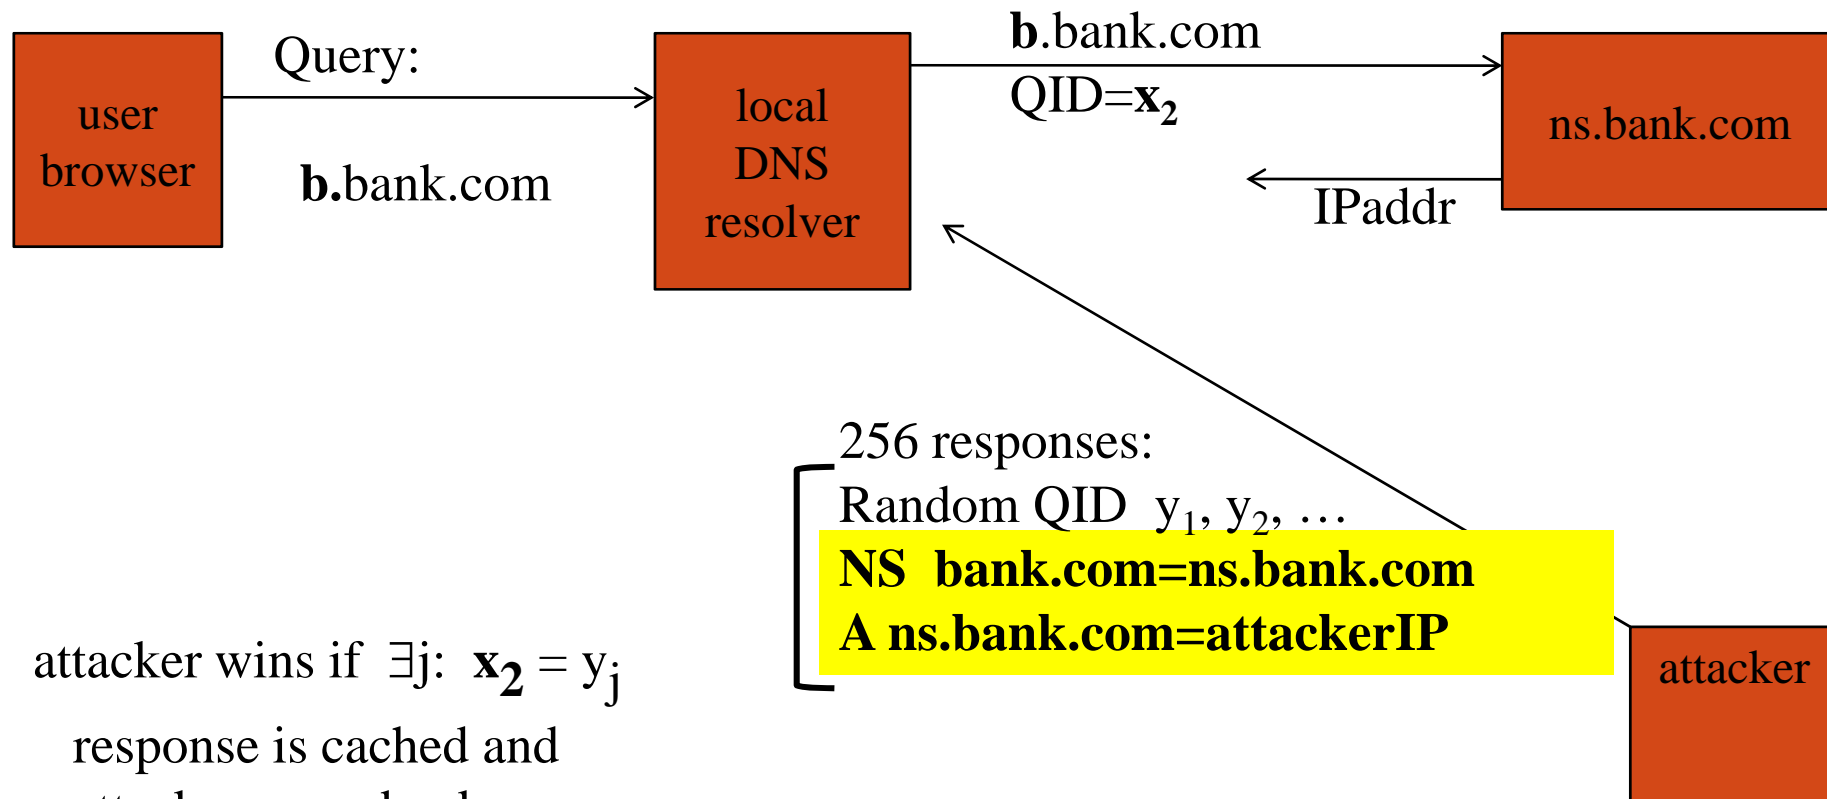 user
browser
Query:
b.bank.com
local
DNS
resolver
b.bank.com
QID=x₂
ns.bank.com
IPaddr
256 responses:
Random QID y₁, y₂, …
NS bank.com=ns.bank.com
A ns.bank.com=attackerIP
attacker
attacker wins if ∃j: x₂ = yⱼ
response is cached and